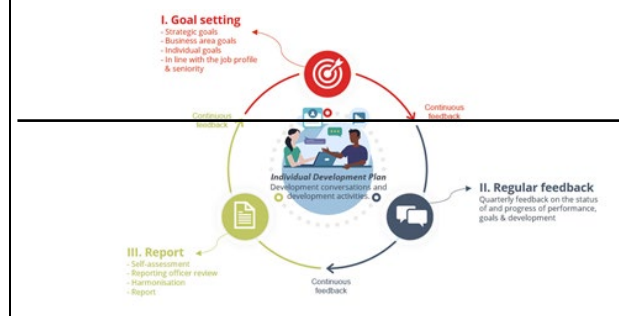 I. Goal setting
- Strategic goals
- Business area goals
- Individual goals
- In line with the job profile
& seniority
Continuous
feedback
Continuous
feedback
Individual Development Plan
Development conversations and
development activities.
II. Regular feedback
Quarterly feedback on the status
of and progress of performance,
goals & development
III. Report
- Self-assessment
- Reporting officer review
- Harmonisation
- Report
Continuous
feedback